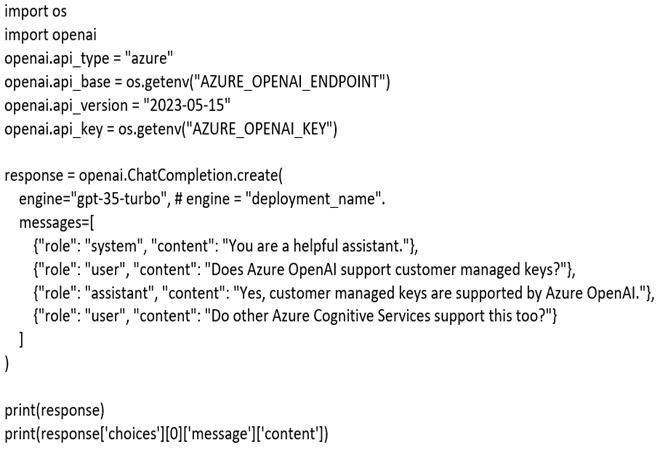 import os
import openai
openai.api_type = "azure"
openai.api_base = os.getenv("AZURE_OPENAI_ENDPOINT")
openai.api_version = "2023-05-15"
openai.api_key = os.getenv("AZURE_OPENAI_KEY")

response = openai.ChatCompletion.create(
    engine="gpt-35-turbo", # engine = "deployment_name".
    messages=[
        {"role": "system", "content": "You are a helpful assistant."},
        {"role": "user", "content": "Does Azure OpenAI support customer managed keys?"},
        {"role": "assistant", "content": "Yes, customer managed keys are supported by Azure OpenAI."},
        {"role": "user", "content": "Do other Azure Cognitive Services support this too?"}
    ]
)

print(response)
print(response['choices'][0]['message']['content'])